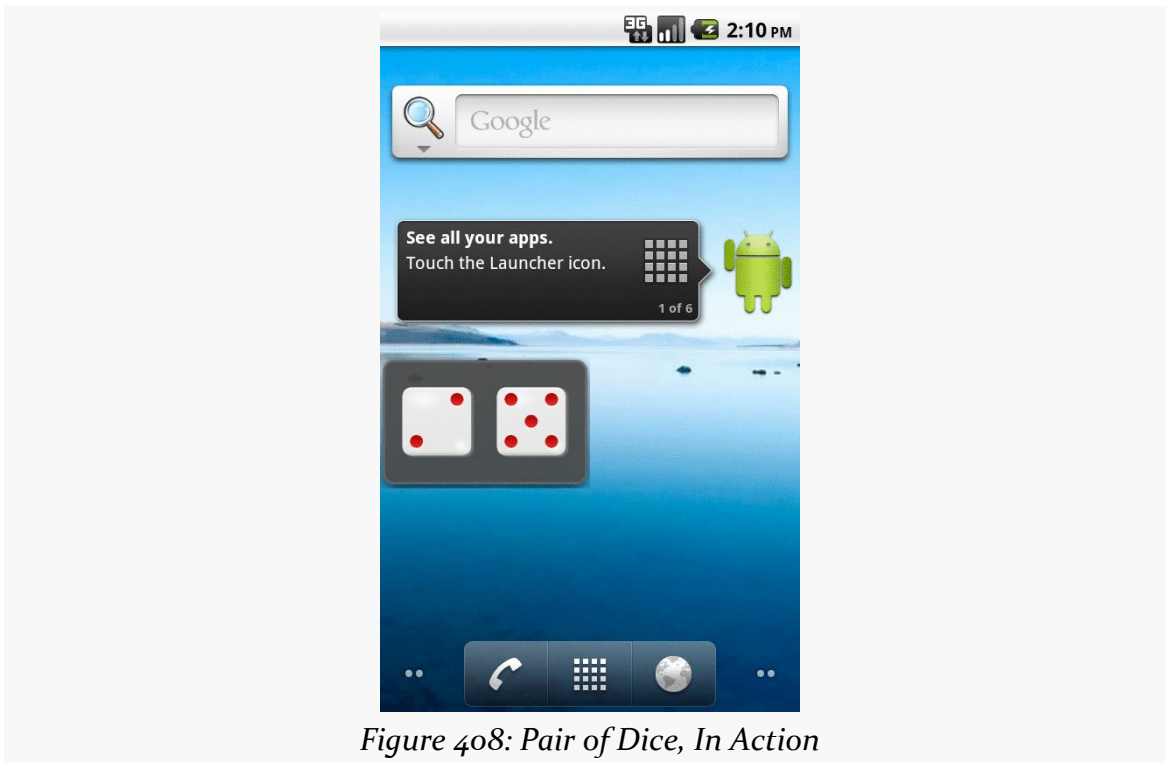 3G
2:10 PM
Google
See all your apps.
Touch the Launcher icon.
1 of 6
Figure 408: Pair of Dice, In Action